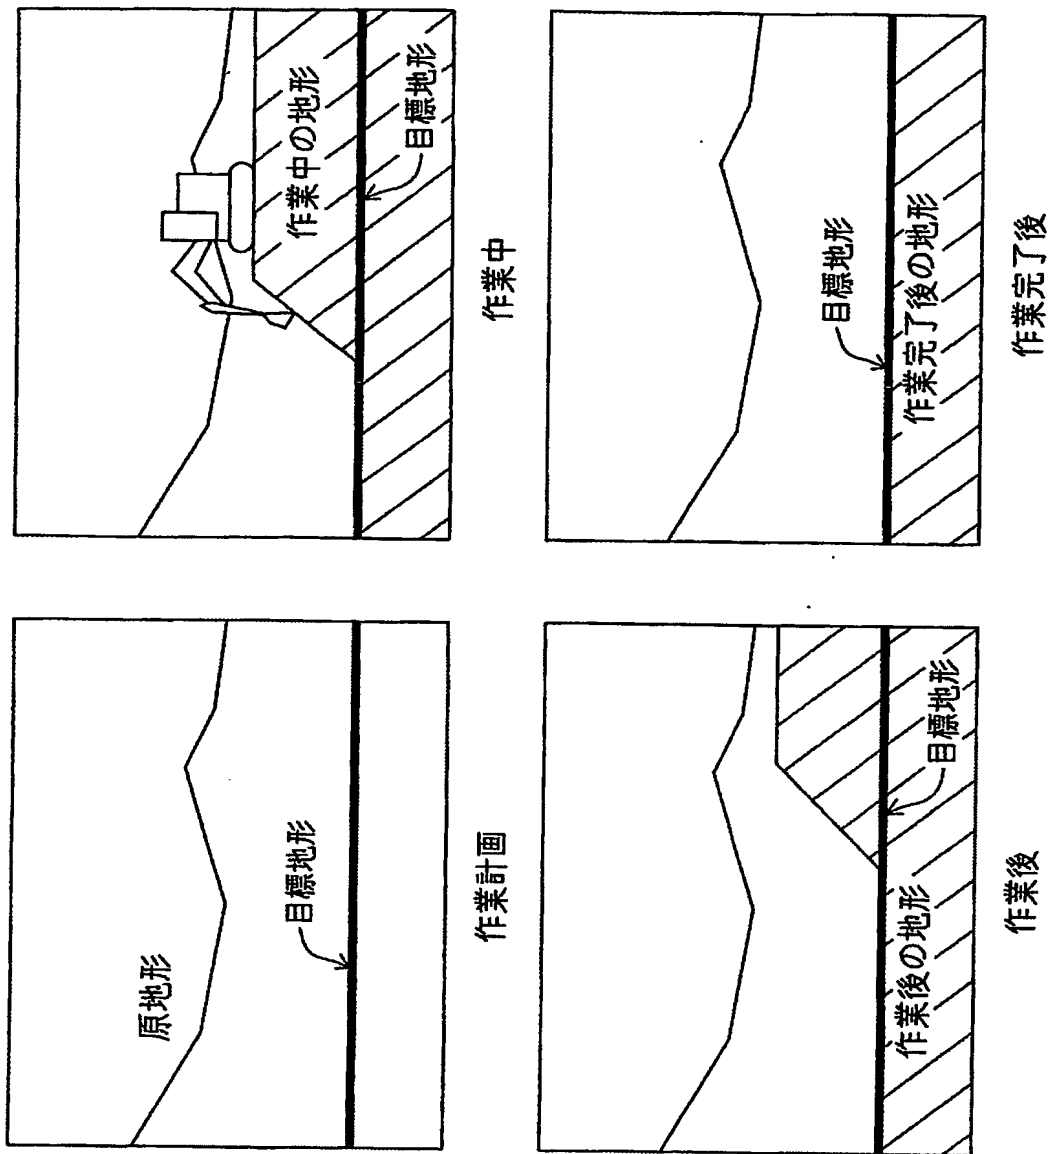 原地形
目標地形
作業計画
作業中の地形
目標地形
作業中
作業後の地形
目標地形
作業後
目標地形
作業完了後の地形
作業完了後